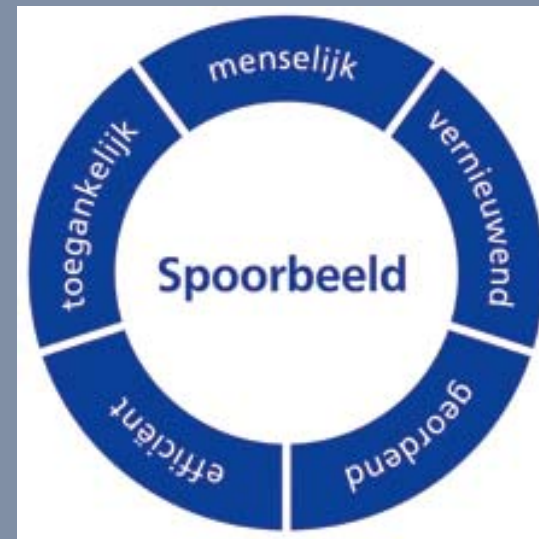 menselijk
vernieuwend
geordend
efficiënt
toegankelijk
Spoorbeeld